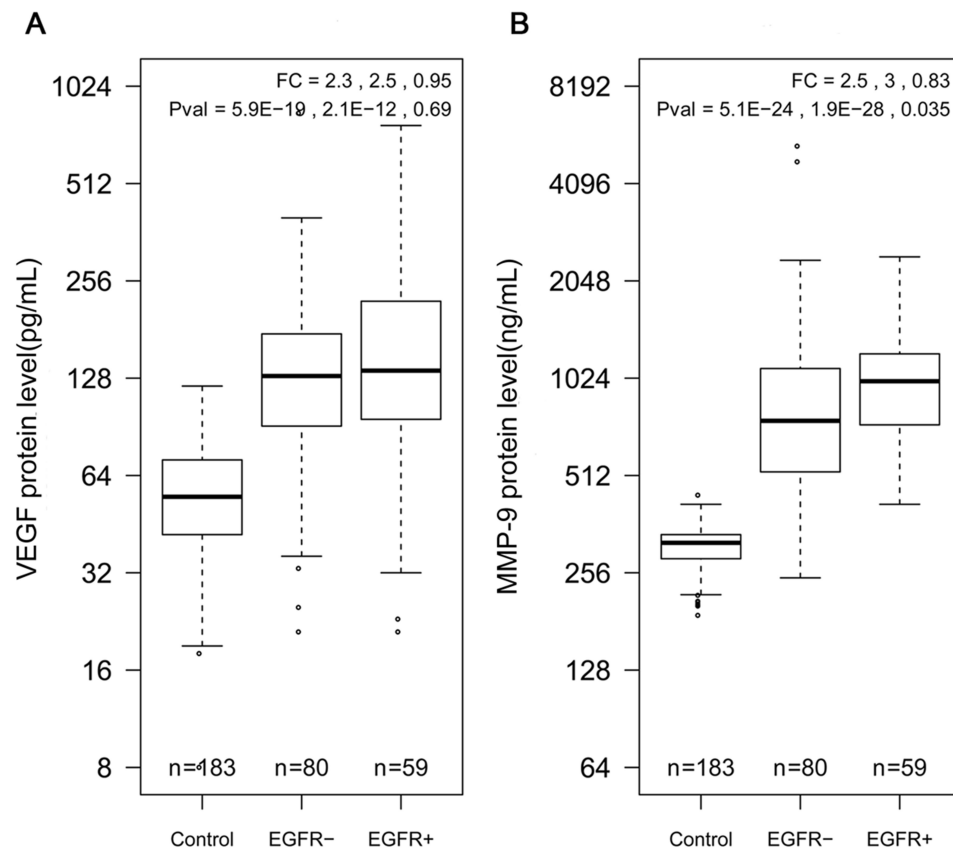 A
VEGF protein level(pg/mL)
1024
512
256
128
64
32
16
8
FC = 2.3 , 2.5 , 0.95
Pval = 5.9E−19 , 2.1E−12 , 0.69
n=183
n=80
n=59
Control
EGFR−
EGFR+
B
MMP-9 protein level(ng/mL)
8192
4096
2048
1024
512
256
128
64
FC = 2.5 , 3 , 0.83
Pval = 5.1E−24 , 1.9E−28 , 0.035
n=183
n=80
n=59
Control
EGFR−
EGFR+